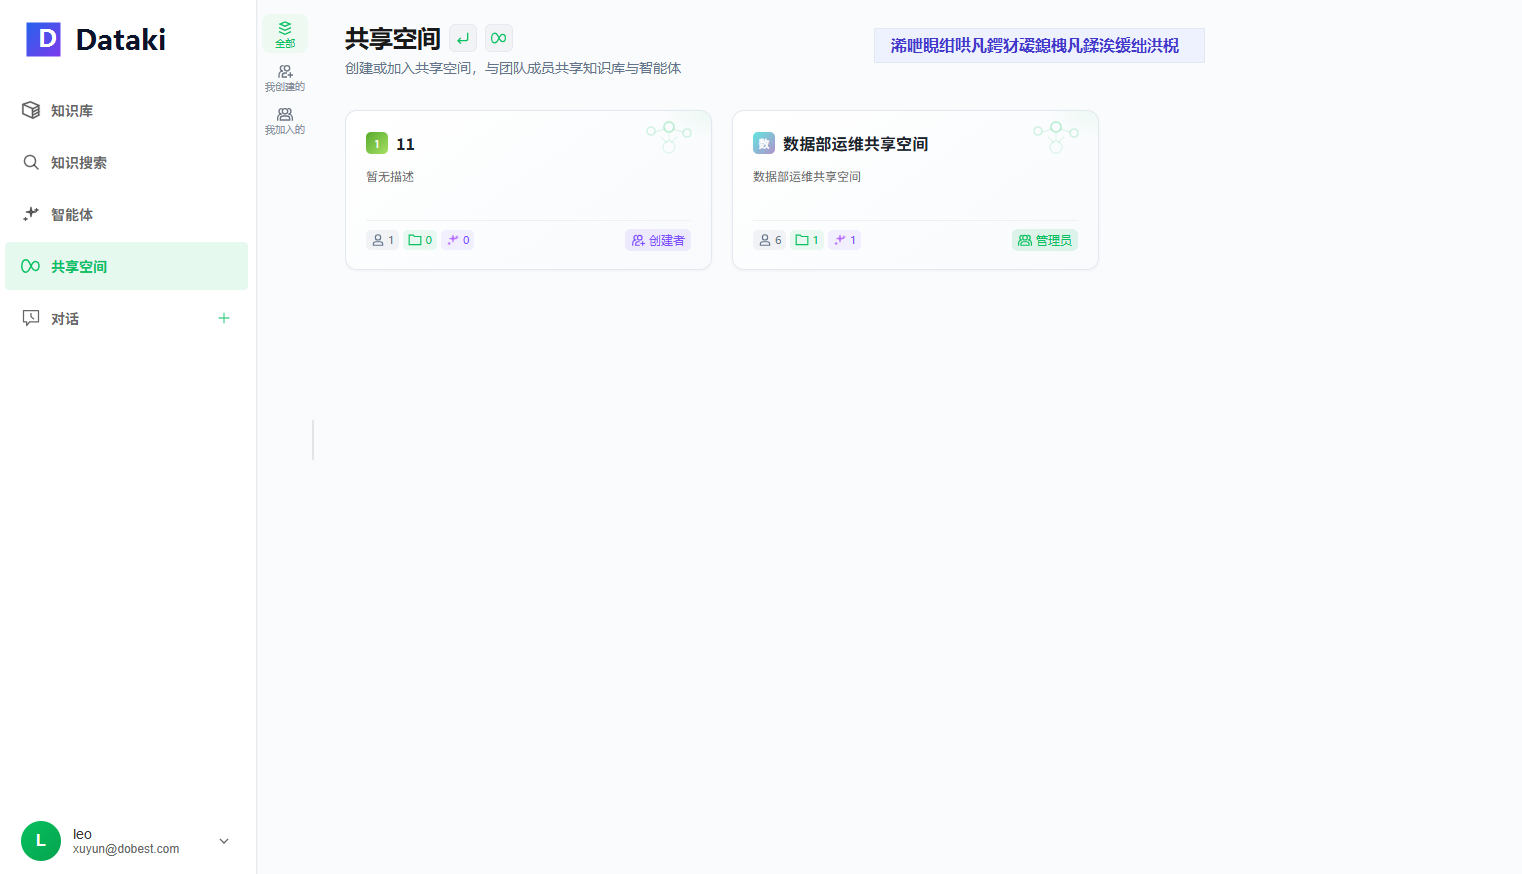 Dataki
知识库
知识搜索
智能体
共享空间
对话
L
leo
xuyun@dobest.com
全部
我创建的
我加入的
共享空间
创建或加入共享空间，与团队成员共享知识库与智能体
1 11
暂无描述
1 0 0 创建者
数 数据部运维共享空间
数据部运维共享空间
6 1 1 管理员